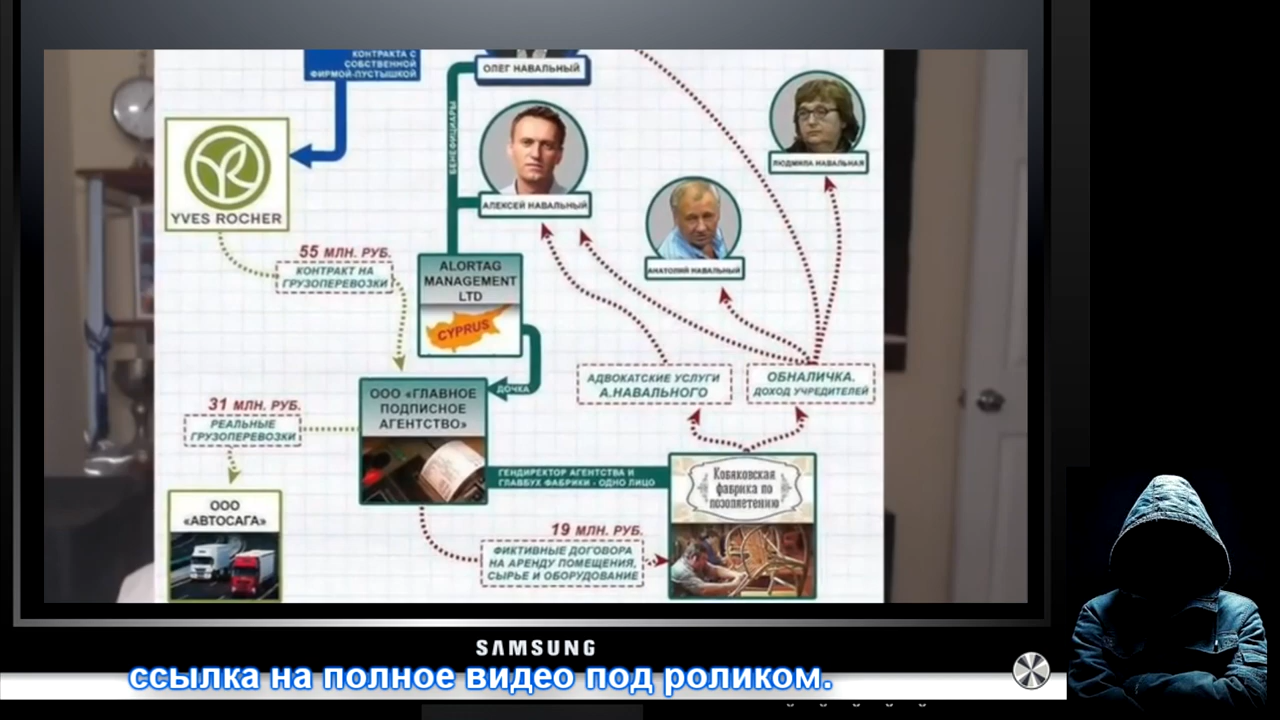 КОНТРАКТА С
СОБСТВЕННОЙ
ФИРМОЙ-ПУСТЫШКОЙ
ОЛЕГ НАВАЛЬНЫЙ
БЕНЕФИЦИАРЫ
YVES ROCHER
АЛЕКСЕЙ НАВАЛЬНЫЙ
ЛЮДМИЛА НАВАЛЬНАЯ
АНАТОЛИЙ НАВАЛЬНЫЙ
55 МЛН. РУБ.
КОНТРАКТ НА
ГРУЗОПЕРЕВОЗКИ
ALORTAG
MANAGEMENT
LTD
CYPRUS
ДОЧКА
АДВОКАТСКИЕ УСЛУГИ
А.НАВАЛЬНОГО
ОБНАЛИЧКА.
ДОХОД УЧРЕДИТЕЛЕЙ
ООО «ГЛАВНОЕ
ПОДПИСНОЕ
АГЕНТСТВО»
31 МЛН. РУБ.
РЕАЛЬНЫЕ
ГРУЗОПЕРЕВОЗКИ
ГЕНДИРЕКТОР АГЕНТСТВА И
ГЛАВБУХ ФАБРИКИ - ОДНО ЛИЦО
Кобяковская
фабрика по
лозоплетению
ООО
«АВТОСАГА»
19 МЛН. РУБ.
ФИКТИВНЫЕ ДОГОВОРА
НА АРЕНДУ ПОМЕЩЕНИЯ,
СЫРЬЕ И ОБОРУДОВАНИЕ
SAMSUNG
ссылка на полное видео под роликом.